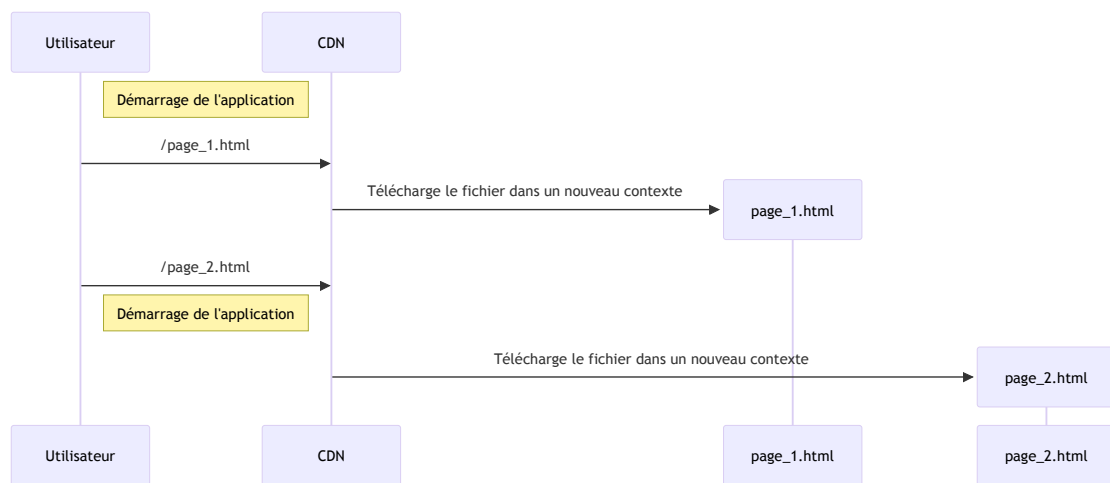 Utilisateur
CDN
Démarrage de l'application
/page_1.html
Télécharge le fichier dans un nouveau contexte
page_1.html
/page_2.html
Démarrage de l'application
Télécharge le fichier dans un nouveau contexte
page_2.html
Utilisateur
CDN
page_1.html
page_2.html